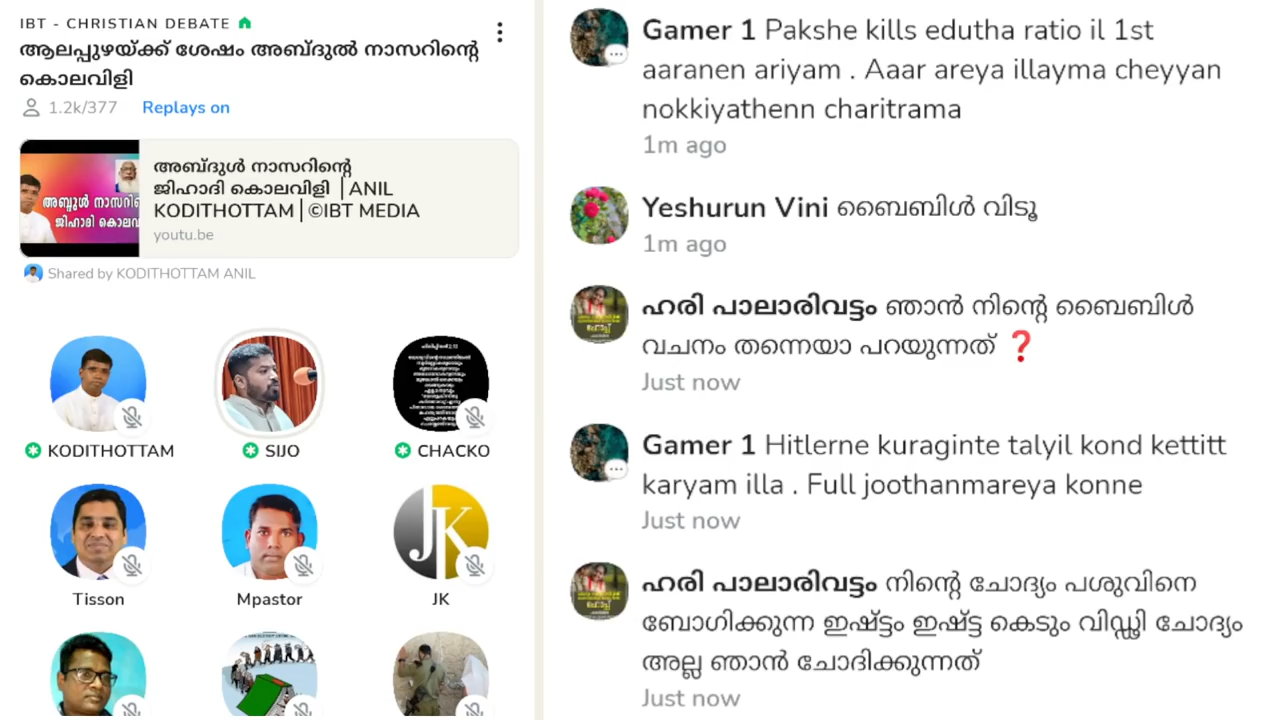 IBT - CHRISTIAN DEBATE
ആലപ്പുഴയ്ക്ക് ശേഷം അബ്ദുൽ നാസറിന്റെ
കൊലവിളി
1.2k/377 Replays on
അബ്ദുൾ നാസറിന്റെ
ജിഹാദി കൊലവിളി |ANIL
KODITHOTTAM|©IBT MEDIA
youtu.be
അബ്ദുൾ നാസറി
ജിഹാദി കൊലവ
Shared by KODITHOTTAM ANIL
KODITHOTTAM
SIJO
CHACKO
JK
Tisson
Mpastor
JK
Gamer 1 Pakshe kills edutha ratio il 1st
aaranen ariyam . Aaar areya illayma cheyyan
nokkiyathenn charitrama
1m ago
Yeshurun Vini ബൈബിൾ വിടൂ
1m ago
ഹരി പാലാരിവട്ടം ഞാൻ നിന്റെ ബൈബിൾ
വചനം തന്നെയാ പറയുന്നത് ❓
Just now
Gamer 1 Hitlerne kuraginte talyil kond kettitt
karyam illa . Full joothanmareya konne
Just now
ഹരി പാലാരിവട്ടം നിന്റെ ചോദ്യം പശുവിനെ
ബോഗിക്കുന്ന ഇഷ്ട്ടം ഇഷ്ട്ട കെടും വിഡ്ഢി ചോദ്യം
അല്ല ഞാൻ ചോദിക്കുന്നത്
Just now